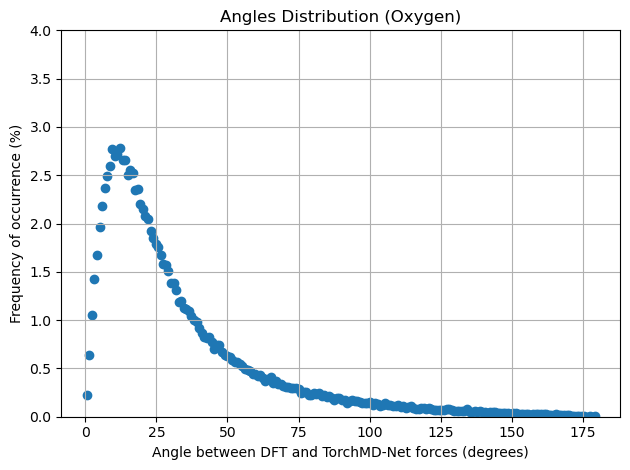 Angles Distribution (Oxygen)
Frequency of occurrence (%)
4.0
3.5
3.0
2.5
2.0
1.5
1.0
0.5
0.0
0 25 50 75 100 125 150 175
Angle between DFT and TorchMD-Net forces (degrees)